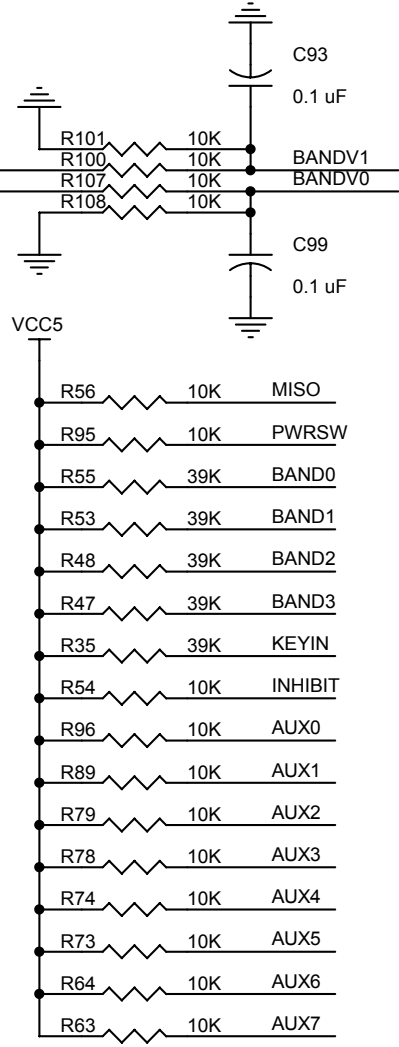 C93
0.1 uF
R101 10K
R100 10K BANDV1
R107 10K BANDV0
R108 10K
C99
0.1 uF
VCC5
R56 10K MISO
R95 10K PWRSW
R55 39K BAND0
R53 39K BAND1
R48 39K BAND2
R47 39K BAND3
R35 39K KEYIN
R54 10K INHIBIT
R96 10K AUX0
R89 10K AUX1
R79 10K AUX2
R78 10K AUX3
R74 10K AUX4
R73 10K AUX5
R64 10K AUX6
R63 10K AUX7